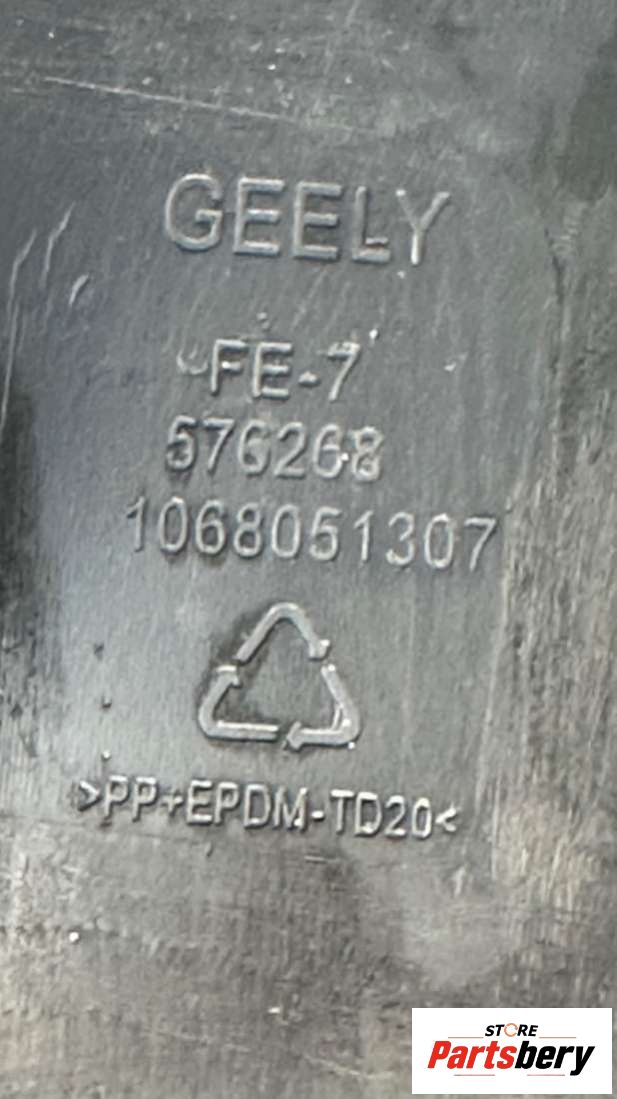 GEELY
FE-7
576268
1068051307
>PP+EPDM-TD20<
STORE
Partsbery